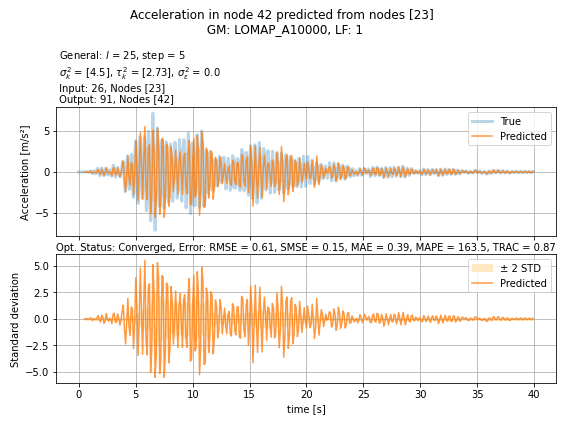 Acceleration in node 42 predicted from nodes [23]
GM: LOMAP_A10000, LF: 1
General: l = 25, step = 5
σ²ₖ = [4.5], τ²ₖ = [2.73], σ²ε = 0.0
Input: 26, Nodes [23]
Output: 91, Nodes [42]
Acceleration [m/s²]
5
0
−5
True
Predicted
Opt. Status: Converged, Error: RMSE = 0.61, SMSE = 0.15, MAE = 0.39, MAPE = 163.5, TRAC = 0.87
Standard deviation
5.0
2.5
0.0
−2.5
−5.0
± 2 STD
Predicted
0 5 10 15 20 25 30 35 40
time [s]